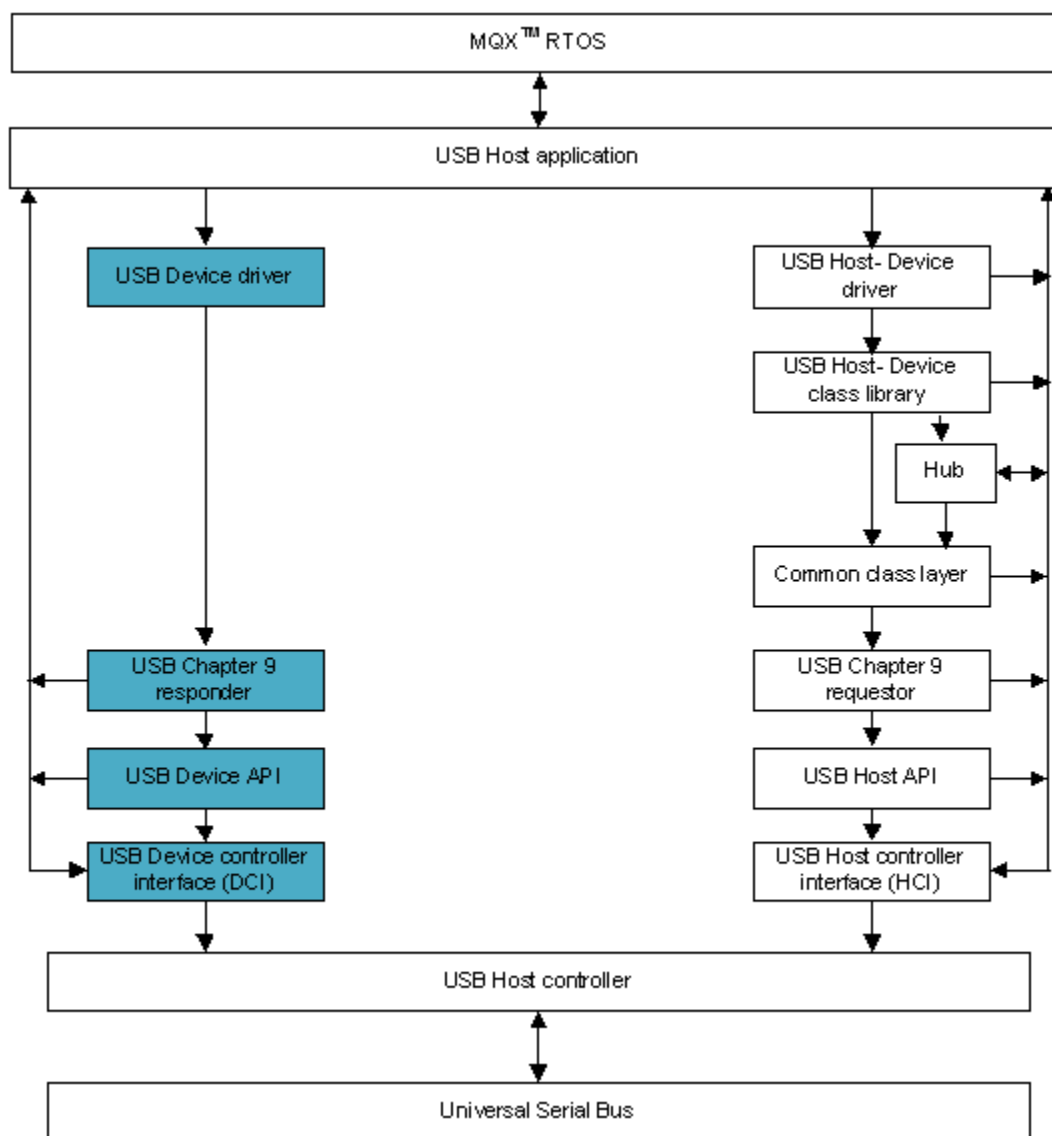 MQX™ RTOS
USB Host application
USB Device driver
USB Host- Device
driver
USB Host- Device
class library
Hub
Common class layer
USB Chapter 9
responder
USB Chapter 9
requestor
USB Device API
USB Host API
USB Device controller
interface (DCI)
USB Host controller
interface (HCI)
USB Host controller
Universal Serial Bus